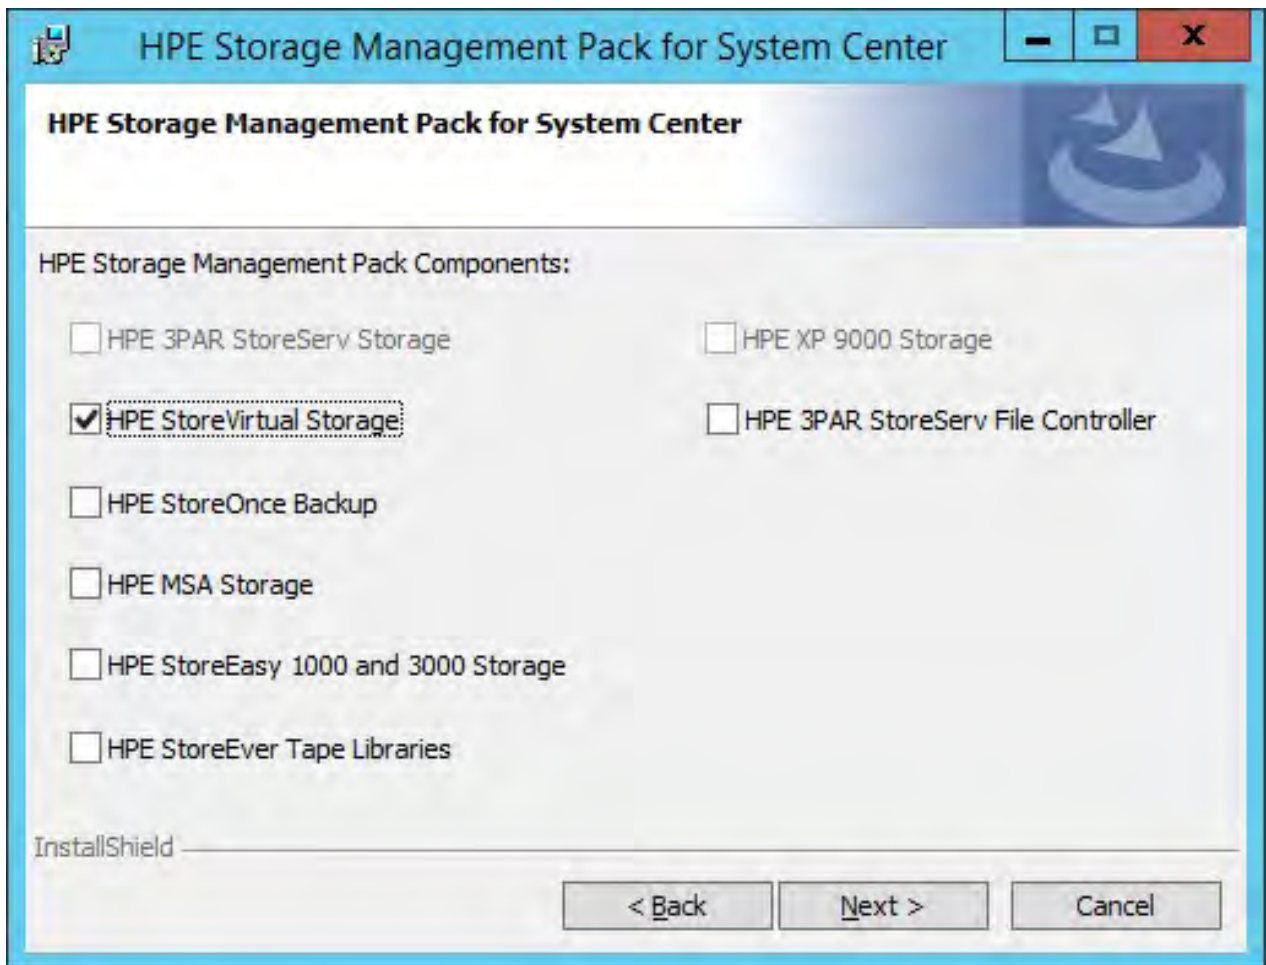 HPE Storage Management Pack for System Center
HPE Storage Management Pack for System Center
HPE Storage Management Pack Components:
HPE 3PAR StoreServ Storage
HPE XP 9000 Storage
HPE StoreVirtual Storage
HPE 3PAR StoreServ File Controller
HPE StoreOnce Backup
HPE MSA Storage
HPE StoreEasy 1000 and 3000 Storage
HPE StoreEver Tape Libraries
InstallShield
< Back
Next >
Cancel